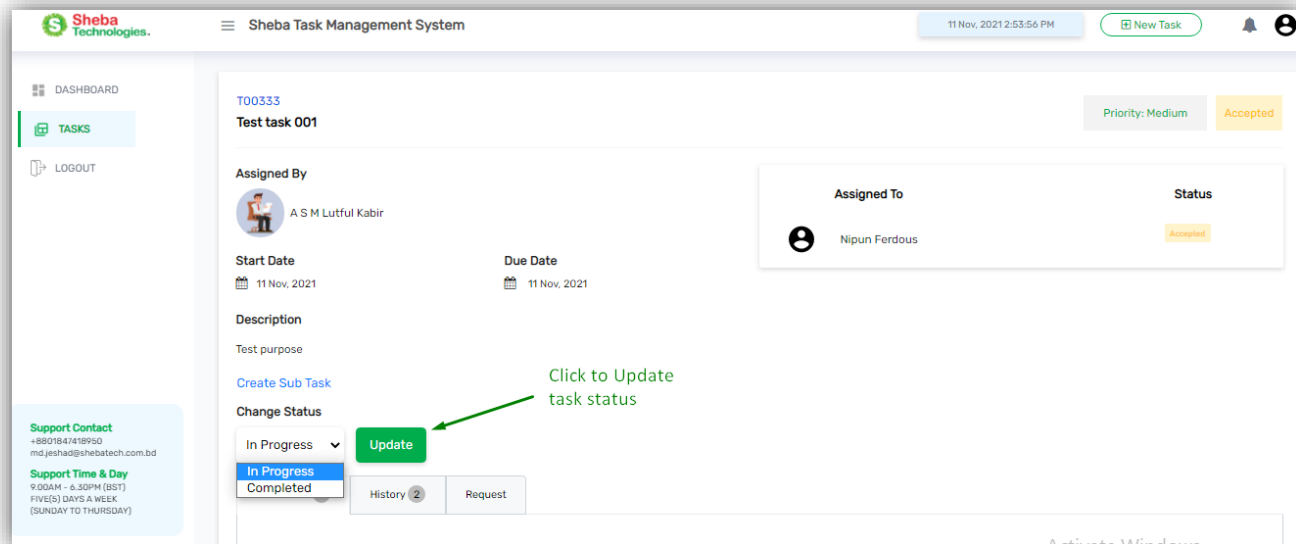 Sheba
Technologies.
Sheba Task Management System
11 Nov, 2021 2:53:56 PM
New Task
DASHBOARD
TASKS
LOGOUT
T00333
Test task 001
Priority: Medium
Accepted
Assigned By
A S M Lutful Kabir
Assigned To
Status
Nipun Ferdous
Accepted
Start Date
Due Date
11 Nov, 2021
11 Nov, 2021
Description
Test purpose
Create Sub Task
Click to Update
task status
Change Status
In Progress
Update
In Progress
Completed
History 2
Request
Support Contact
+8801847418950
md.jeshad@shebatech.com.bd
Support Time & Day
9.00AM - 6.30PM (BST)
FIVE(5) DAYS A WEEK
(SUNDAY TO THURSDAY)
Activate Windows